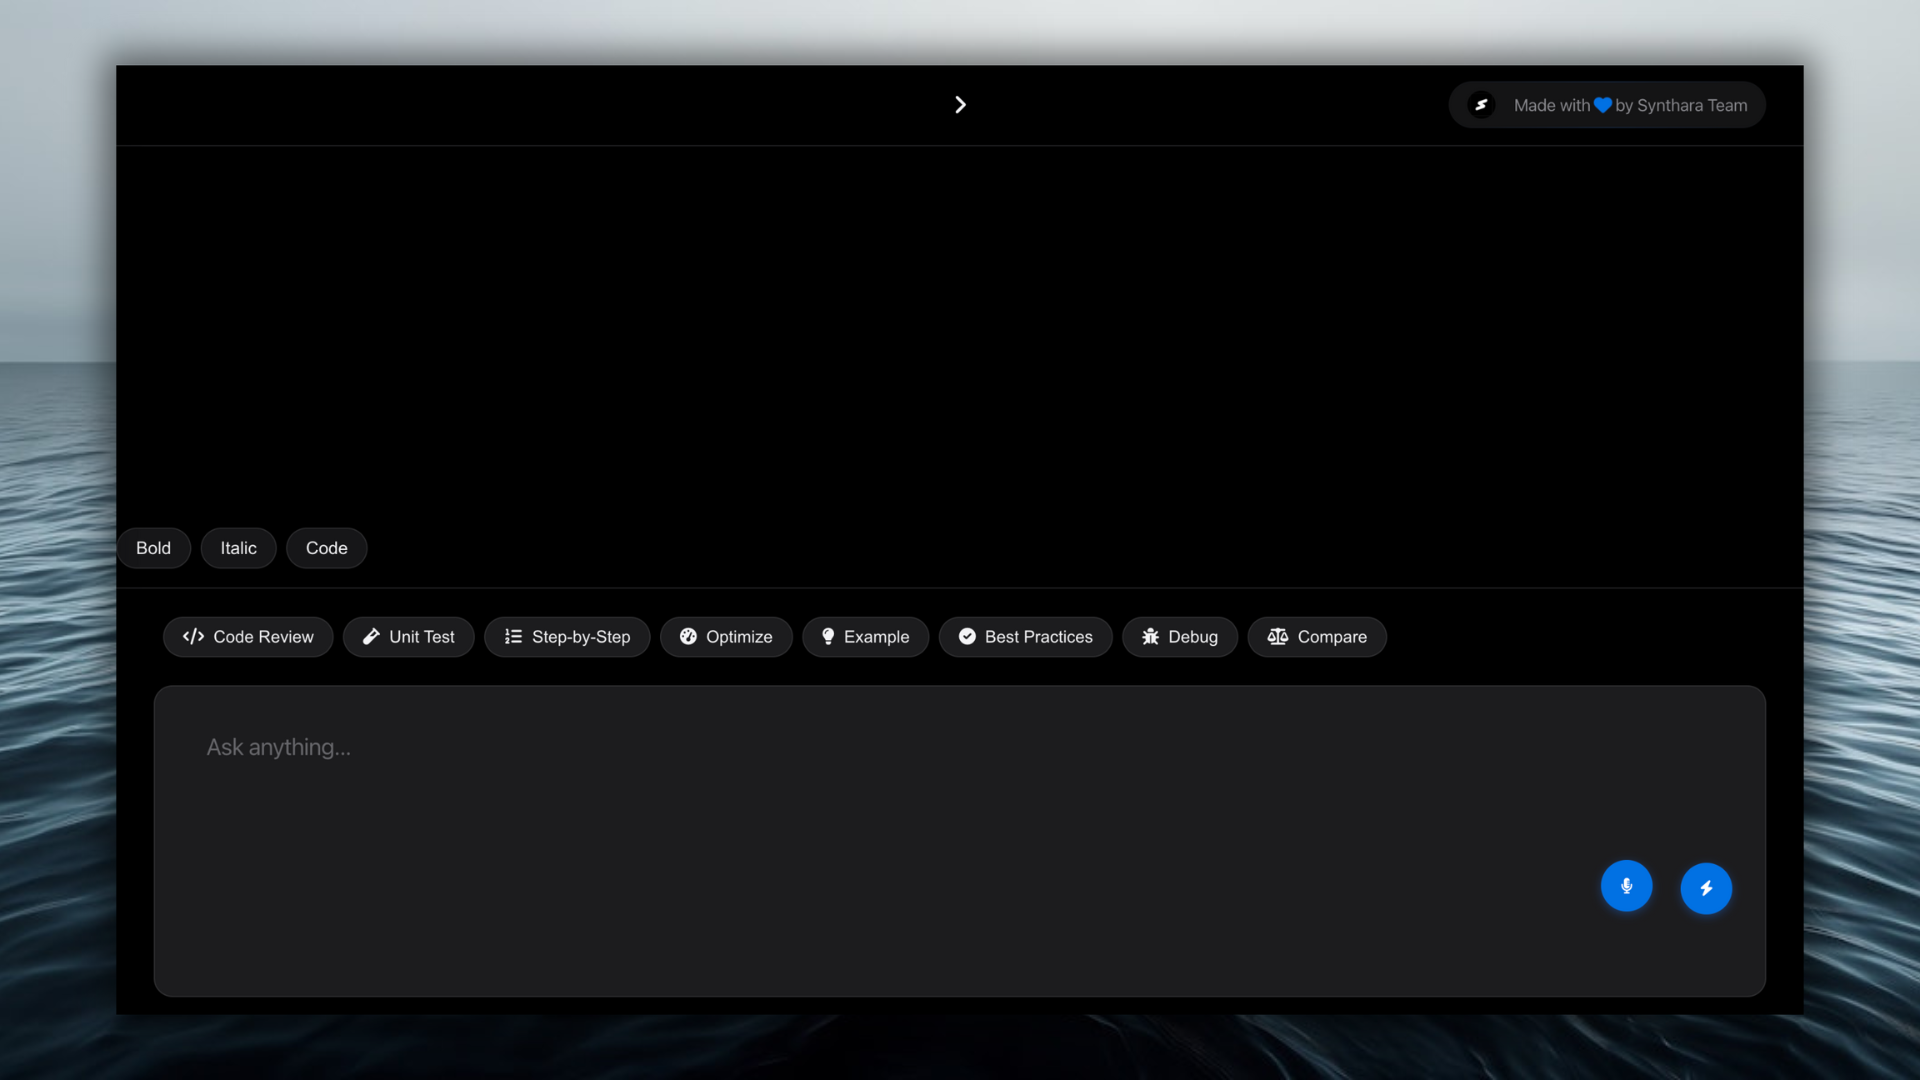 Made with 💙 by Synthara Team
Bold Italic Code
Code Review Unit Test Step-by-Step Optimize Example Best Practices Debug Compare
Ask anything...